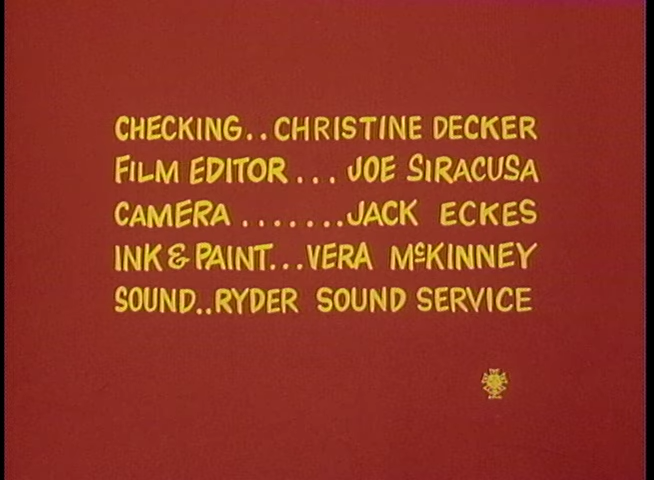 CHECKING..CHRISTINE DECKER
FILM EDITOR... JOE SIRACUSA
CAMERA .......JACK ECKES
INK & PAINT...VERA McKINNEY
SOUND..RYDER SOUND SERVICE